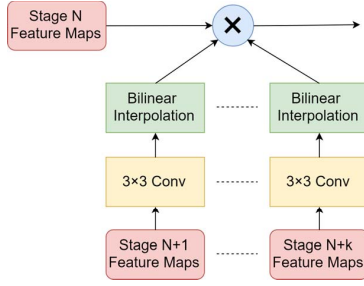 Stage N
Feature Maps
×
Bilinear
Interpolation
Bilinear
Interpolation
3×3 Conv
3×3 Conv
Stage N+1
Feature Maps
Stage N+k
Feature Maps